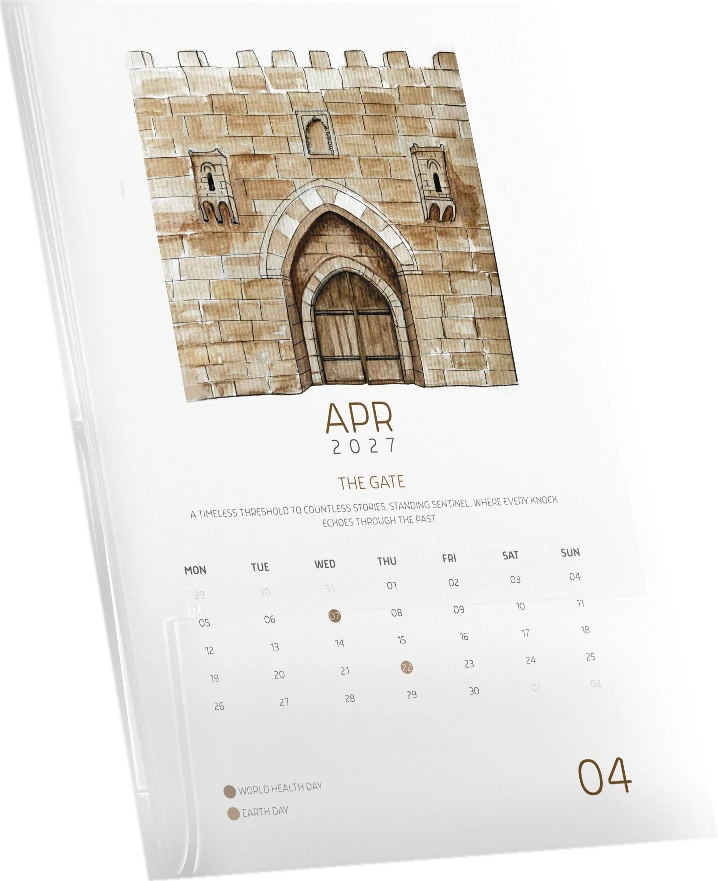 APR
2027
THE GATE
A TIMELESS THRESHOLD TO COUNTLESS STORIES, STANDING SENTINEL. WHERE EVERY KNOCK
ECHOES THROUGH THE PAST
MON TUE WED THU FRI SAT SUN
29 30 31 01 02 03 04
05 06 07 08 09 10 11
12 13 14 15 16 17 18
19 20 21 22 23 24 25
26 27 28 29 30 01 02
WORLD HEALTH DAY
EARTH DAY
04